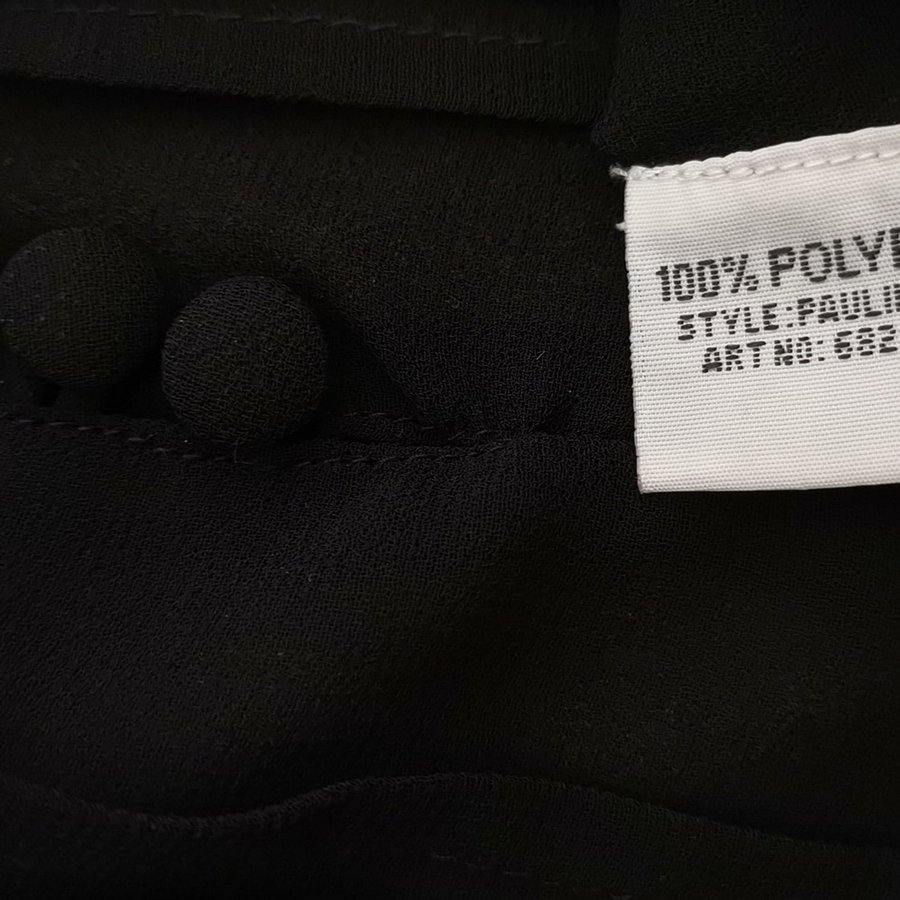 100% POLYE
STYLE:PAULI
ART NO: 682